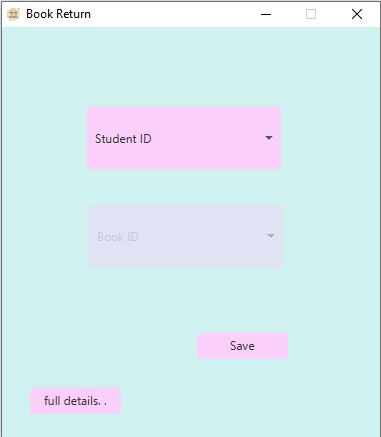 Book Return
Student ID
Book ID
Save
full details. .